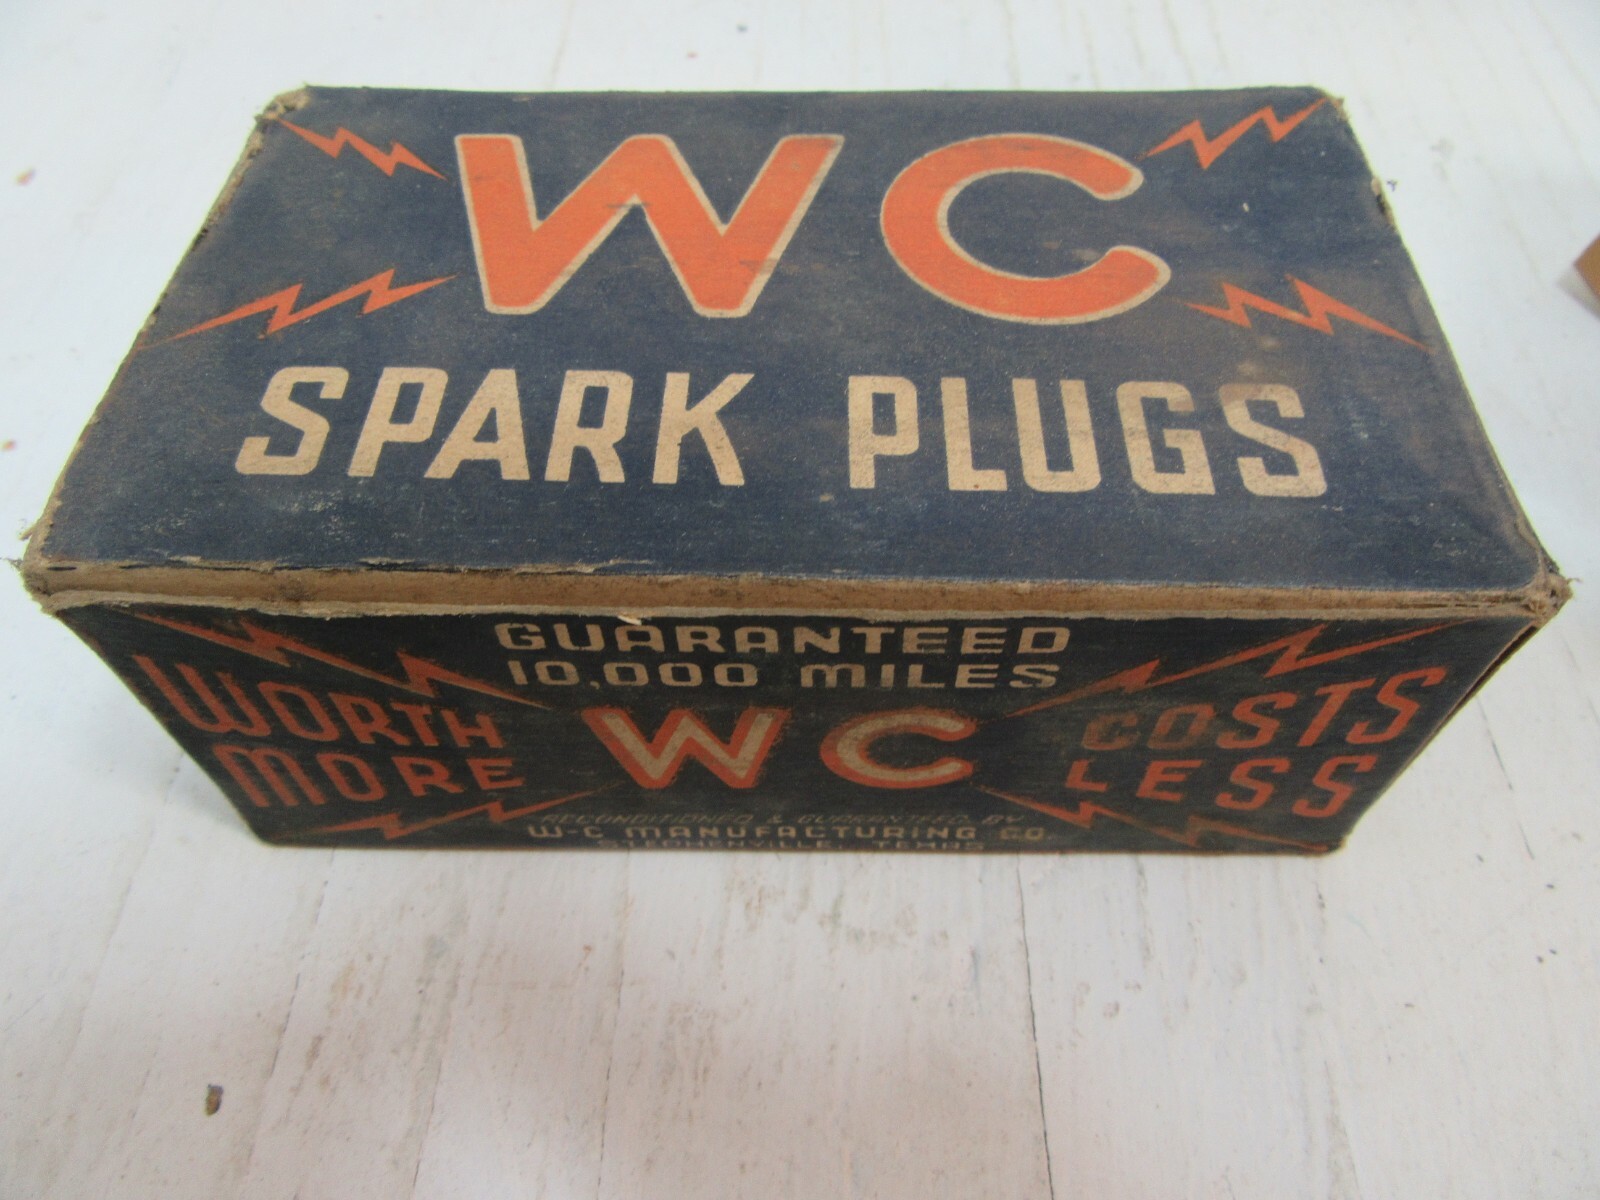 WC
SPARK PLUGS
GUARANTEED
10,000 MILES
WORTH
MORE
WC
COSTS
LESS
RECONDITIONED & GUARANTEED BY
W-C MANUFACTURING CO.
STEPHENVILLE, TEXAS